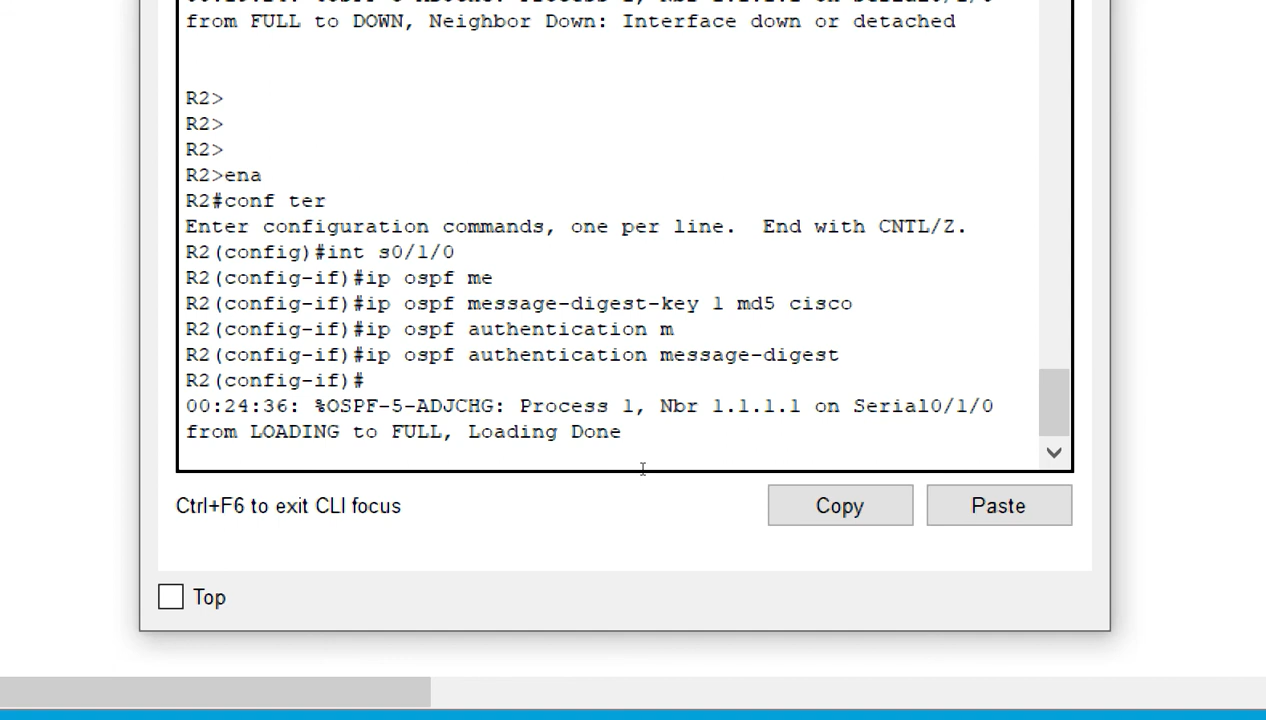 from FULL to DOWN, Neighbor Down: Interface down or detached
R2>
R2>
R2>
R2>ena
R2#conf ter
Enter configuration commands, one per line.  End with CNTL/Z.
R2(config)#int s0/1/0
R2(config-if)#ip ospf me
R2(config-if)#ip ospf message-digest-key 1 md5 cisco
R2(config-if)#ip ospf authentication m
R2(config-if)#ip ospf authentication message-digest
R2(config-if)#
00:24:36: %OSPF-5-ADJCHG: Process 1, Nbr 1.1.1.1 on Serial0/1/0
from LOADING to FULL, Loading Done
Ctrl+F6 to exit CLI focus
Copy
Paste
Top